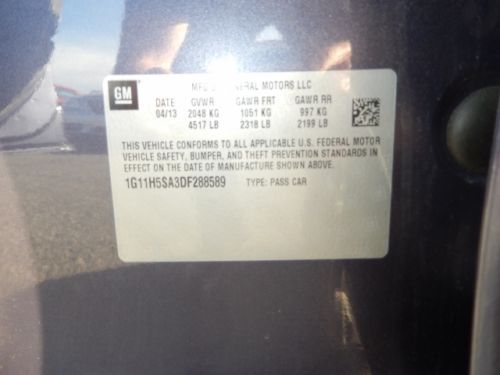 GM
MFD GENERAL MOTORS LLC
DATE GVWR GAWR FRT GAWR RR
04/13 2048 KG 1051 KG 997 KG
4517 LB 2318 LB 2199 LB
THIS VEHICLE CONFORMS TO ALL APPLICABLE U.S. FEDERAL MOTOR
VEHICLE SAFETY, BUMPER, AND THEFT PREVENTION STANDARDS IN
EFFECT ON THE DATE OF MANUFACTURE SHOWN ABOVE.
1G11H5SA3DF288589 TYPE: PASS CAR